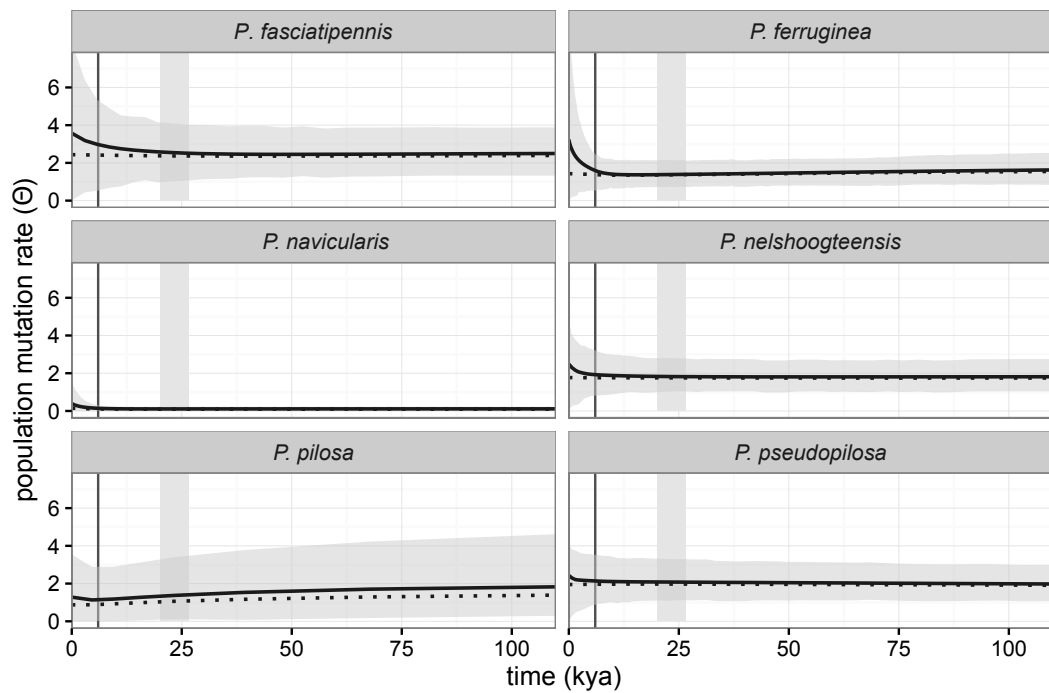 P. fasciatipennis P. ferruginea
6
4
2
0
P. navicularis P. nelshoogteensis
6
4
2
0
P. pilosa P. pseudopilosa
6
4
2
0
0 25 50 75 100 0 25 50 75 100
time (kya)
population mutation rate (Θ)